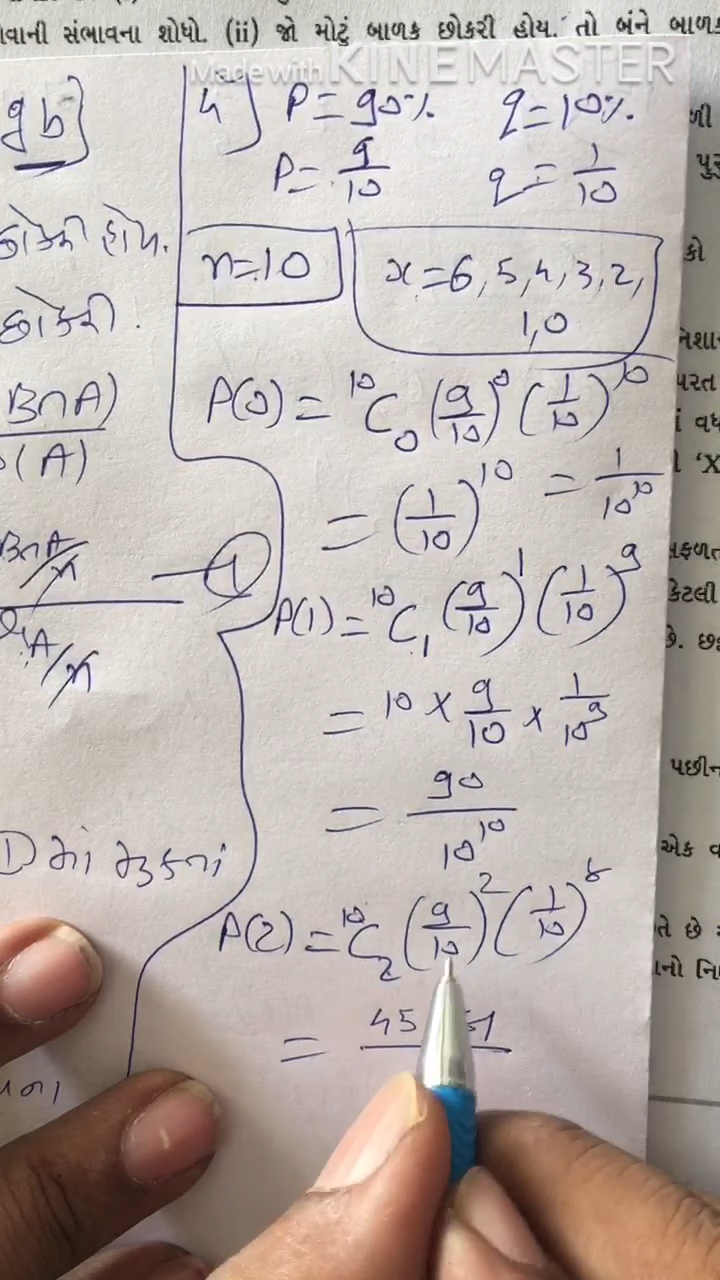 વાની સંભાવના શોધો. (ii) જો મોટું બાળક છોકરી હોય. તો બંને બાળક
Made with KINEMASTER
g b}
છોકરી હોય.
છોકરી.
B∩A)
(A)
B∩A/n
A/n
— ①
① માં મુકતાં
4] P = 90% q = 10%.
P = 9/10 q = 1/10
n = 10
x = 6, 5, 4, 3, 2,
1, 0
P(0) = ¹⁰C₀ (9/10)⁰ (1/10)¹⁰
= (1/10)¹⁰ = 1/10¹⁰
P(1) = ¹⁰C₁ (9/10)¹ (1/10)⁹
= 10 × 9/10 × 1/10⁹
= 90/10¹⁰
P(2) = ¹⁰C₂ (9/10)² (1/10)⁸
= 45
કો
પરત
'X
કેટલી
છે.
પછીન
એક વ
તે છે